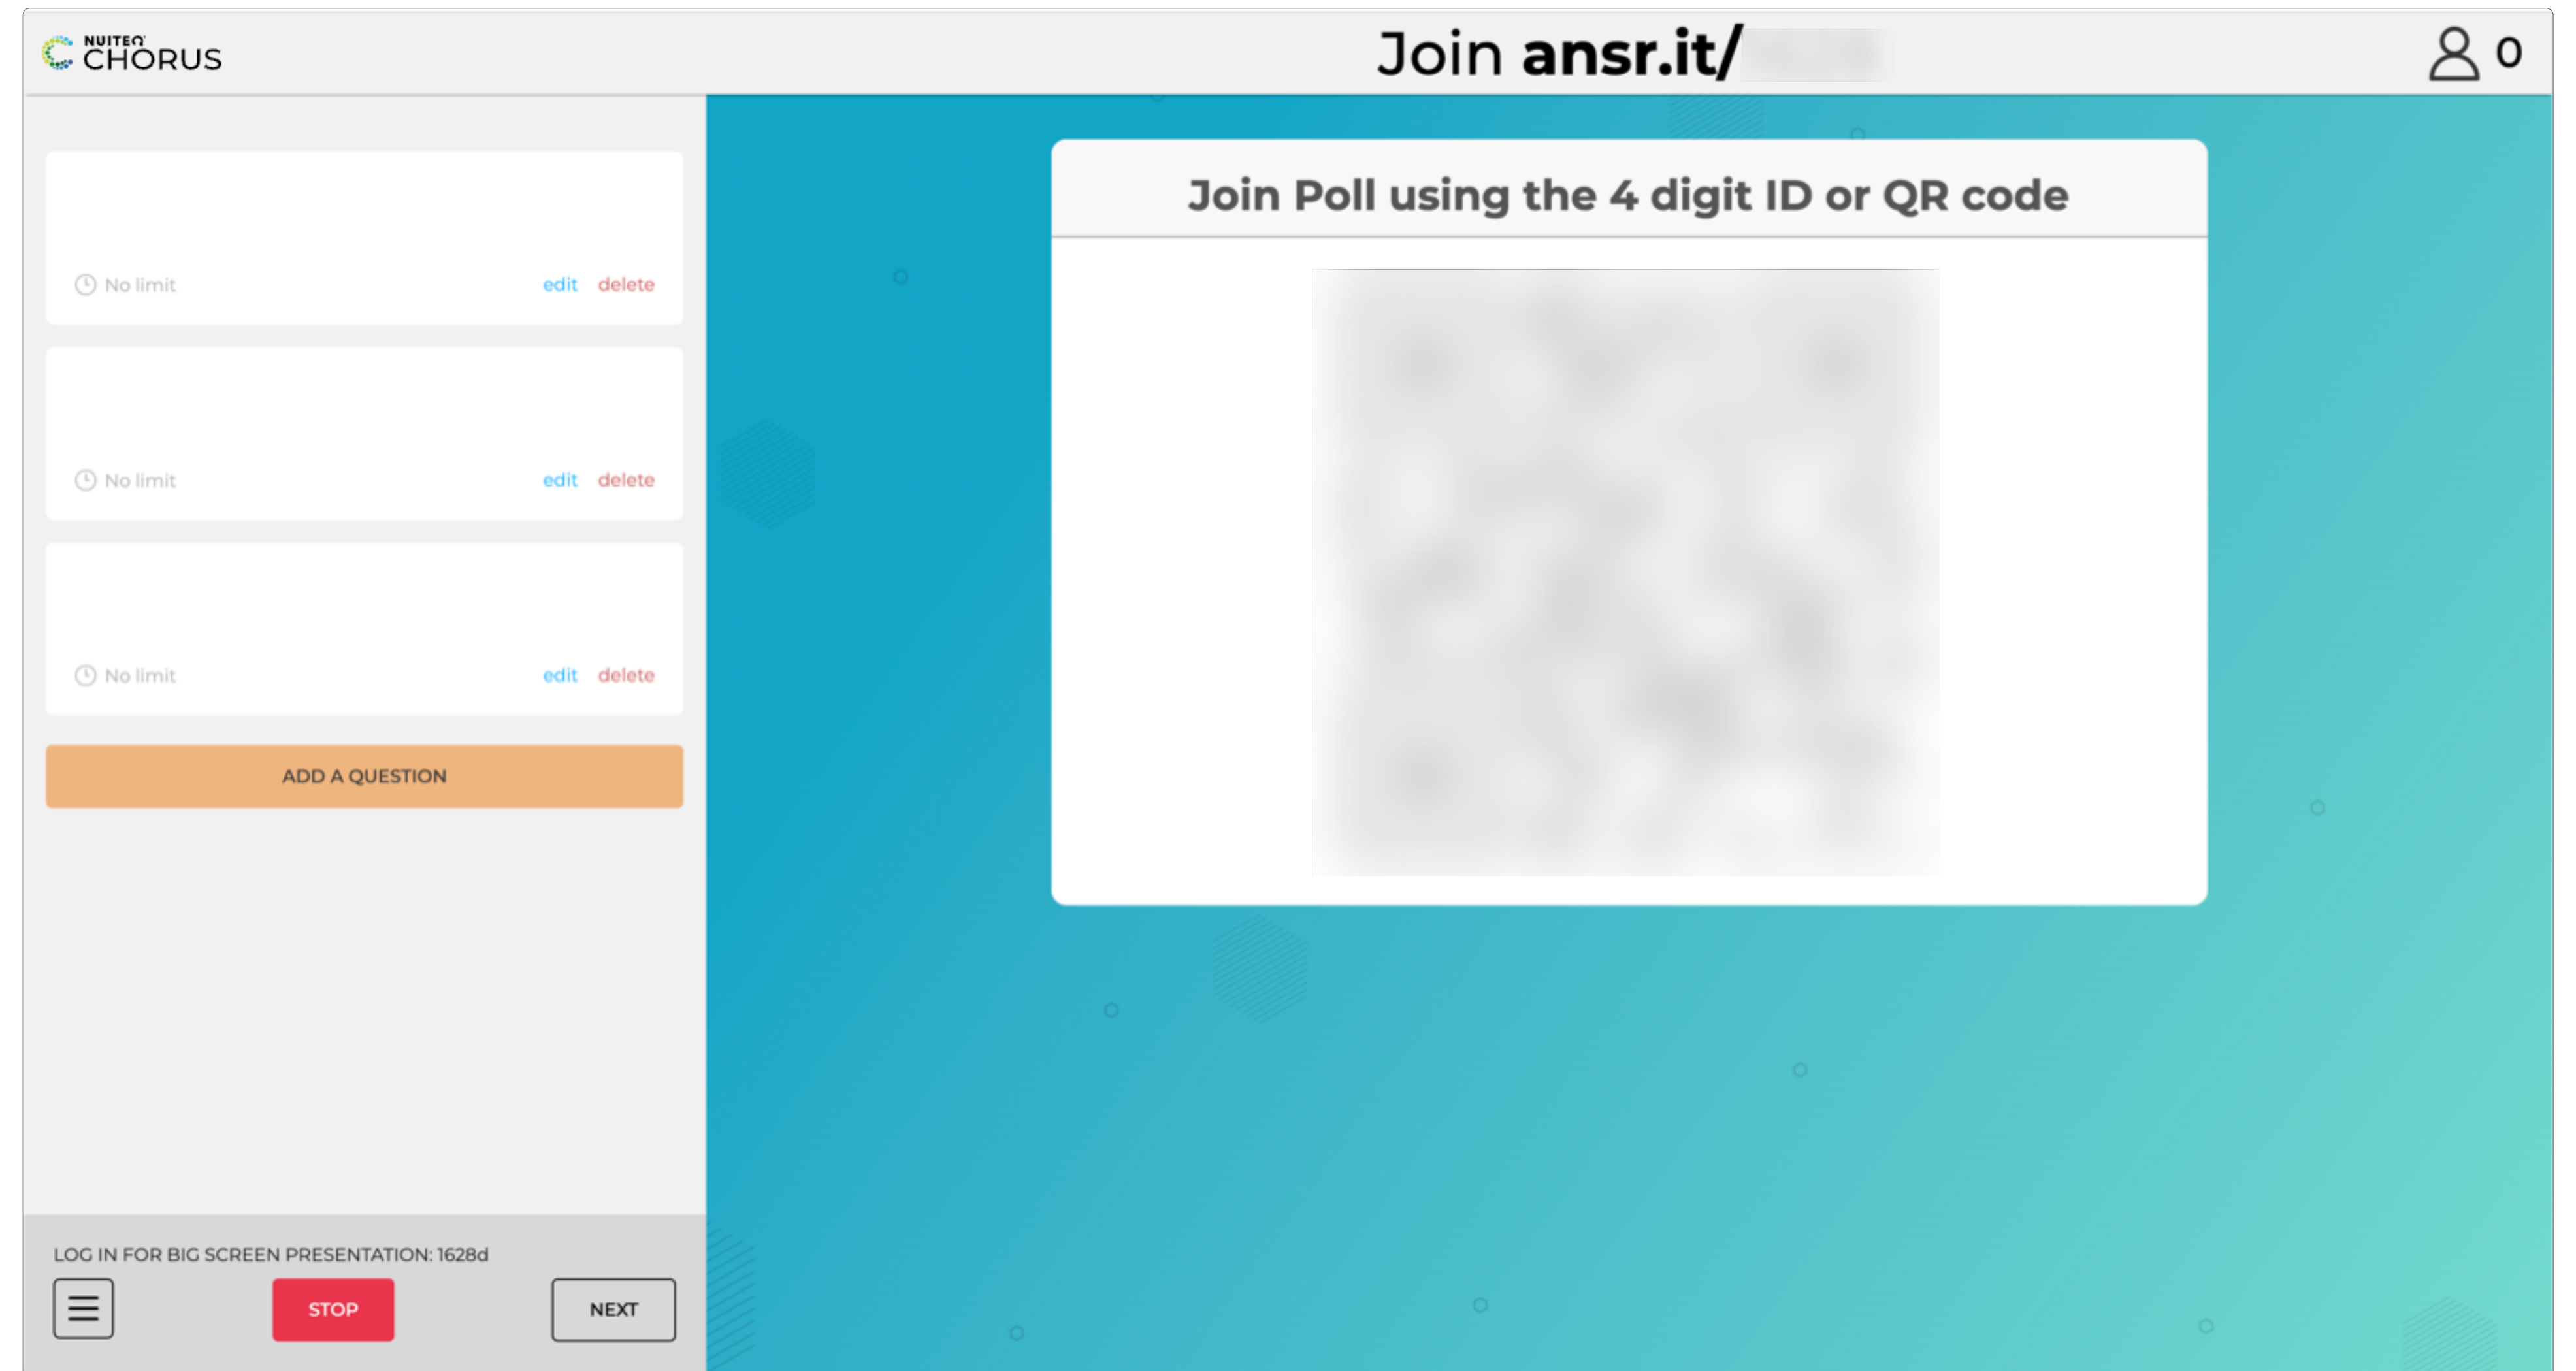 NUITEQ
CHORUS
Join ansr.it/
0
No limit edit delete
No limit edit delete
No limit edit delete
ADD A QUESTION
Join Poll using the 4 digit ID or QR code
LOG IN FOR BIG SCREEN PRESENTATION: 1628d
STOP NEXT